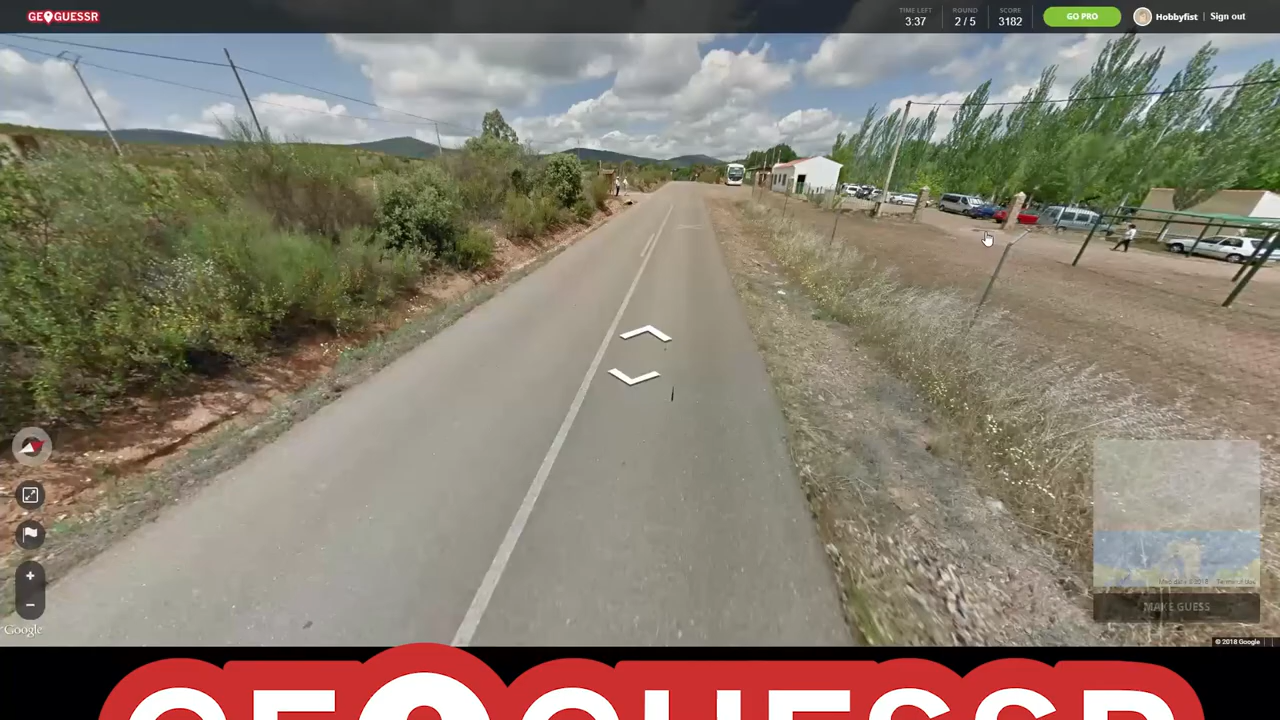 GEOGUESSR
TIME LEFT
3:37
ROUND
2 / 5
SCORE
3182
GO PRO
Hobbyfist
Sign out
Google
MAKE GUESS
© 2018 Google
GEOGUESSR